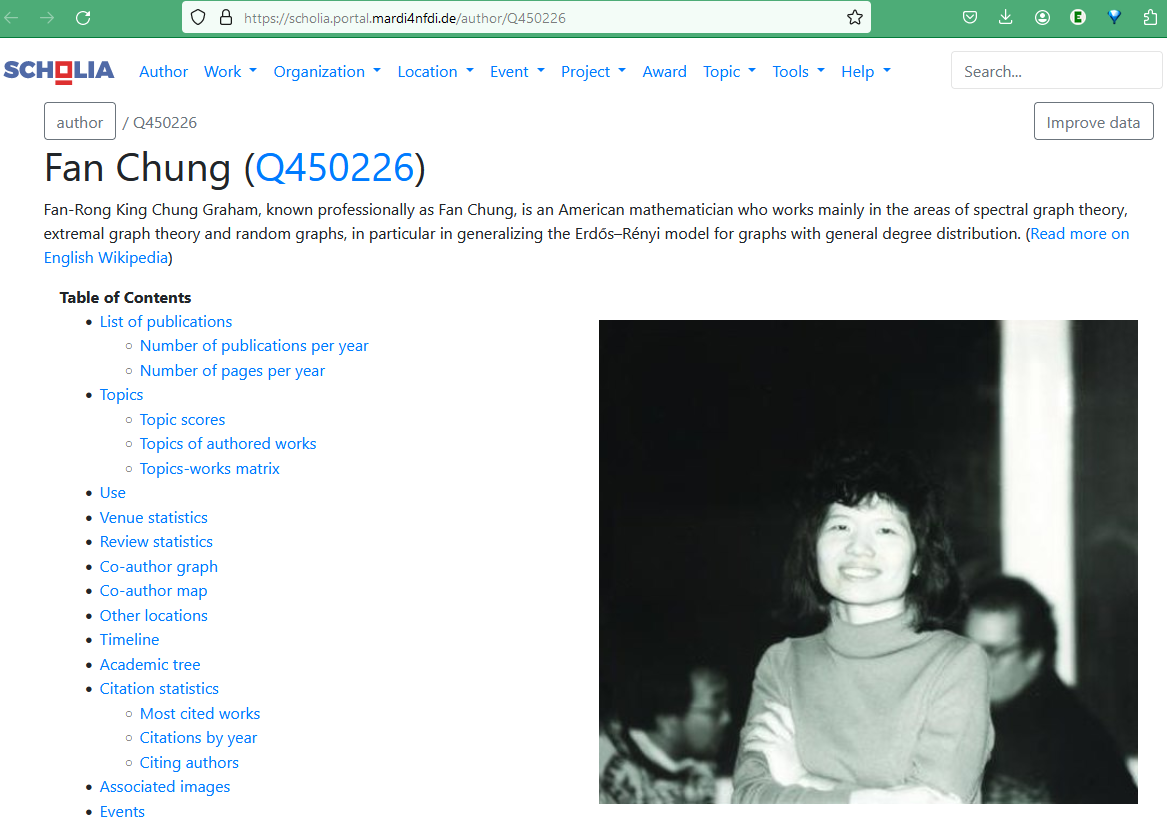 https://scholia.portal.mardi4nfdi.de/author/Q450226
SCHOLIA Author Work Organization Location Event Project Award Topic Tools Help Search...
author / Q450226 Improve data
Fan Chung (Q450226)
Fan-Rong King Chung Graham, known professionally as Fan Chung, is an American mathematician who works mainly in the areas of spectral graph theory,
extremal graph theory and random graphs, in particular in generalizing the Erdős–Rényi model for graphs with general degree distribution. (Read more on
English Wikipedia)
Table of Contents
• List of publications
○ Number of publications per year
○ Number of pages per year
• Topics
○ Topic scores
○ Topics of authored works
○ Topics-works matrix
• Use
• Venue statistics
• Review statistics
• Co-author graph
• Co-author map
• Other locations
• Timeline
• Academic tree
• Citation statistics
○ Most cited works
○ Citations by year
○ Citing authors
• Associated images
• Events